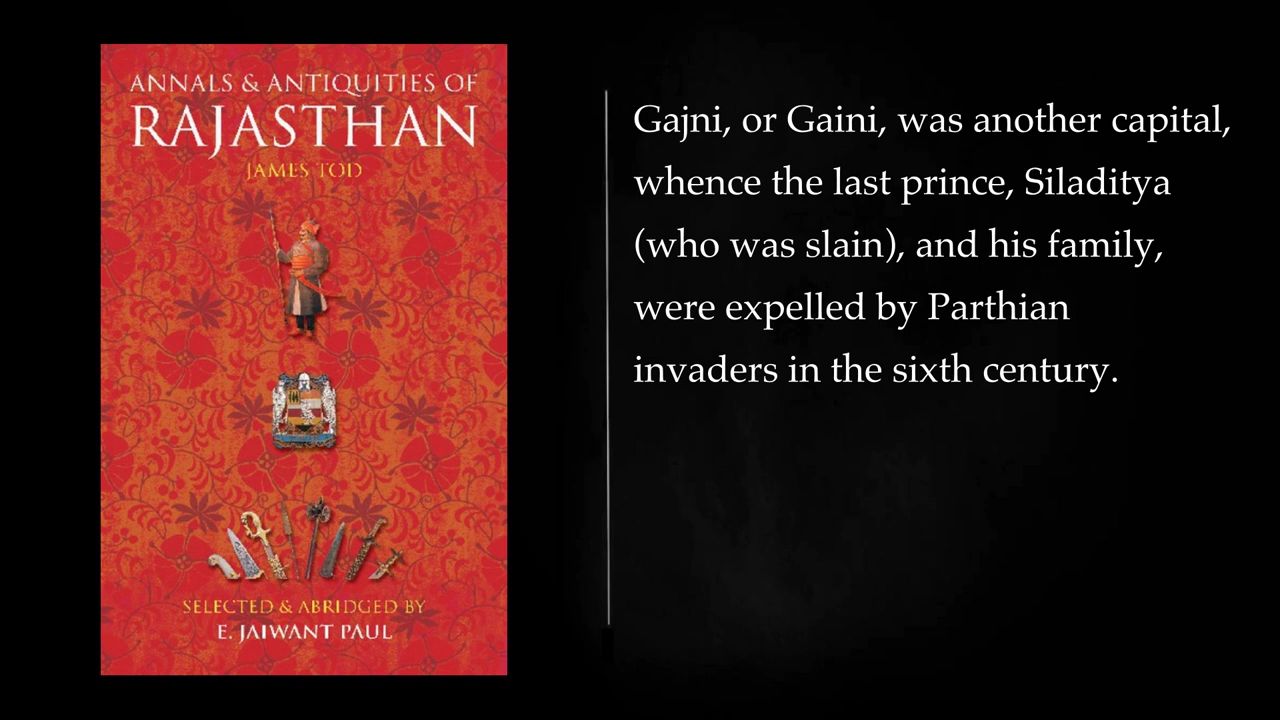 ANNALS & ANTIQUITIES OF
RAJASTHAN
JAMES TOD
SELECTED & ABRIDGED BY
E. JAIWANT PAUL
Gajni, or Gaini, was another capital,
whence the last prince, Siladitya
(who was slain), and his family,
were expelled by Parthian
invaders in the sixth century.